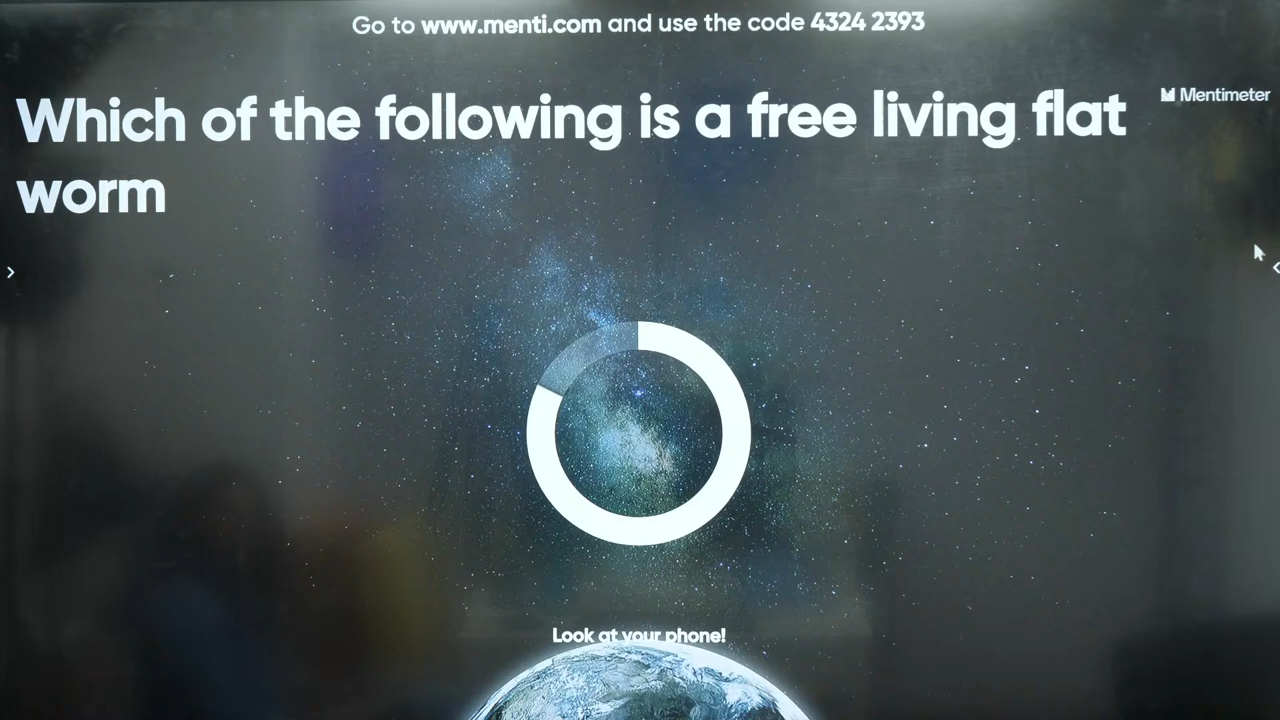 Go to www.menti.com and use the code 4324 2393
Mentimeter
Which of the following is a free living flat
worm
Look at your phone!